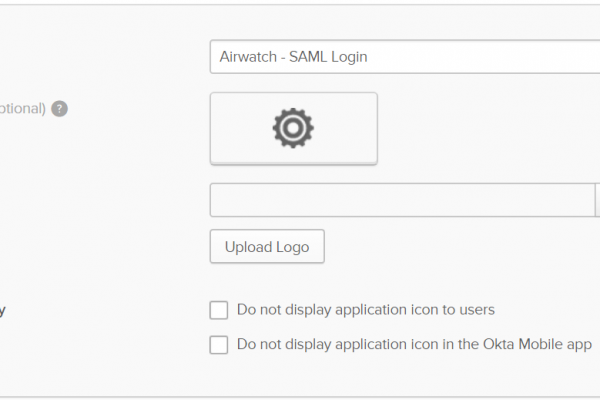 Airwatch - SAML Login
ptional) ?
Upload Logo
y
Do not display application icon to users
Do not display application icon in the Okta Mobile app